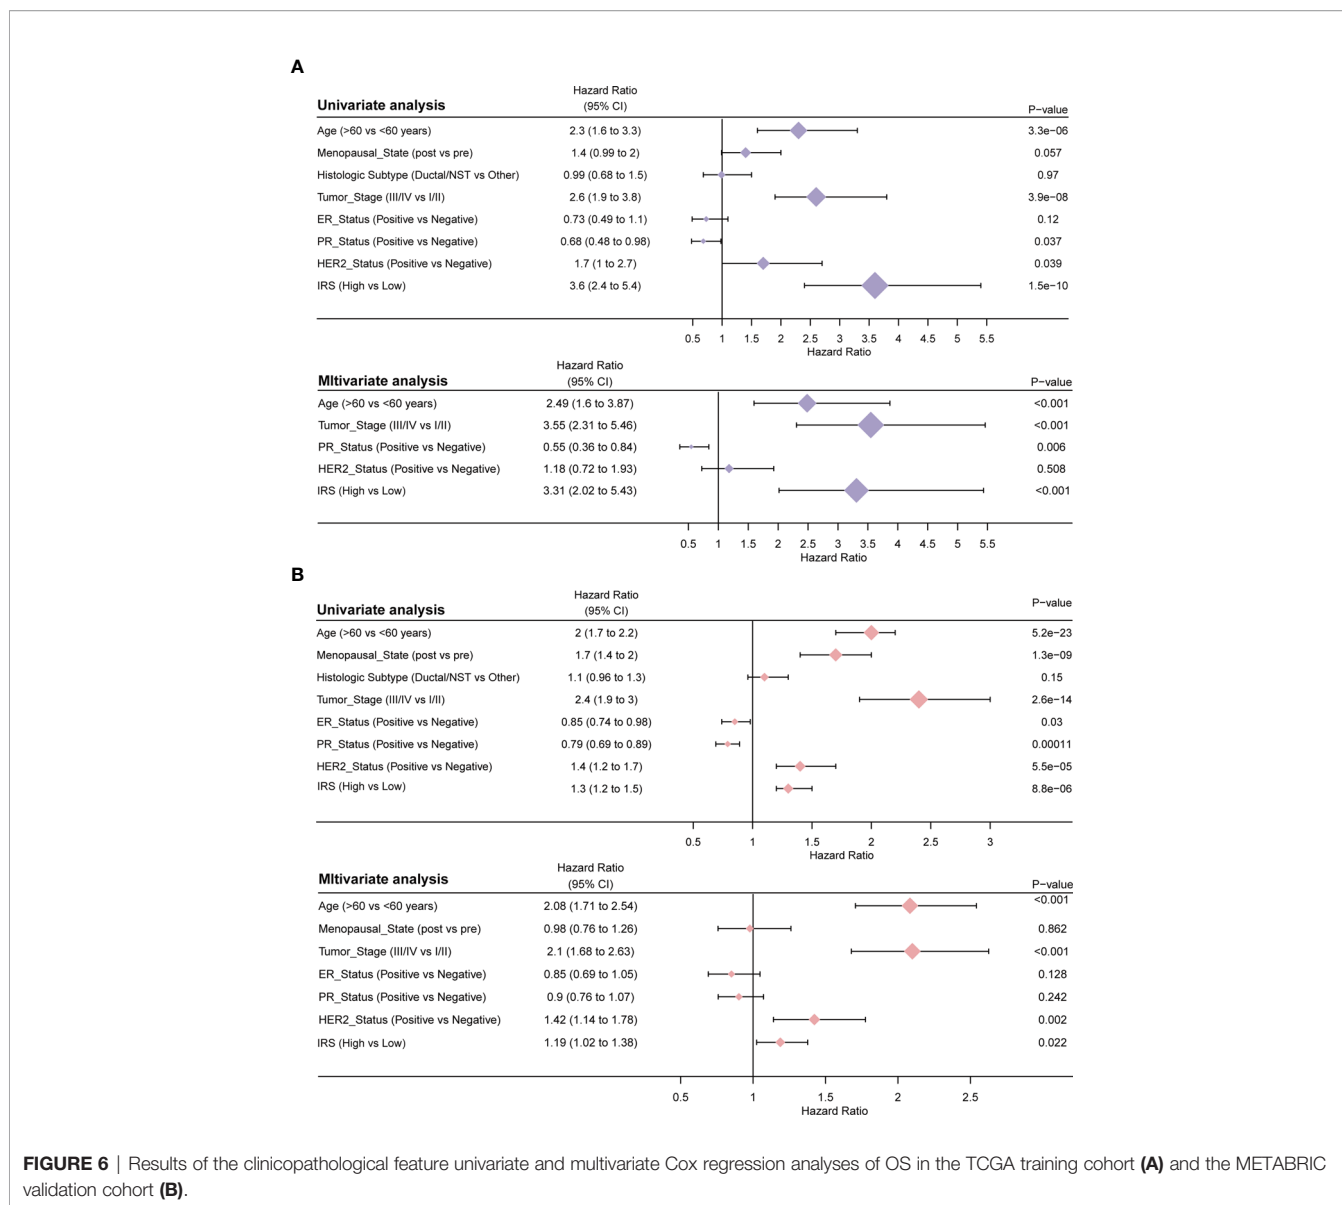 A
Hazard Ratio
Univariate analysis (95% CI) P−value
Age (>60 vs <60 years) 2.3 (1.6 to 3.3) 3.3e−06
Menopausal_State (post vs pre) 1.4 (0.99 to 2) 0.057
Histologic Subtype (Ductal/NST vs Other) 0.99 (0.68 to 1.5) 0.97
Tumor_Stage (III/IV vs I/II) 2.6 (1.9 to 3.8) 3.9e−08
ER_Status (Positive vs Negative) 0.73 (0.49 to 1.1) 0.12
PR_Status (Positive vs Negative) 0.68 (0.48 to 0.98) 0.037
HER2_Status (Positive vs Negative) 1.7 (1 to 2.7) 0.039
IRS (High vs Low) 3.6 (2.4 to 5.4) 1.5e−10
0.5 1 1.5 2 2.5 3 3.5 4 4.5 5 5.5
Hazard Ratio
Hazard Ratio
Mltivariate analysis (95% CI) P−value
Age (>60 vs <60 years) 2.49 (1.6 to 3.87) <0.001
Tumor_Stage (III/IV vs I/II) 3.55 (2.31 to 5.46) <0.001
PR_Status (Positive vs Negative) 0.55 (0.36 to 0.84) 0.006
HER2_Status (Positive vs Negative) 1.18 (0.72 to 1.93) 0.508
IRS (High vs Low) 3.31 (2.02 to 5.43) <0.001
0.5 1 1.5 2 2.5 3 3.5 4 4.5 5 5.5
Hazard Ratio
B
Hazard Ratio
Univariate analysis (95% CI) P−value
Age (>60 vs <60 years) 2 (1.7 to 2.2) 5.2e−23
Menopausal_State (post vs pre) 1.7 (1.4 to 2) 1.3e−09
Histologic Subtype (Ductal/NST vs Other) 1.1 (0.96 to 1.3) 0.15
Tumor_Stage (III/IV vs I/II) 2.4 (1.9 to 3) 2.6e−14
ER_Status (Positive vs Negative) 0.85 (0.74 to 0.98) 0.03
PR_Status (Positive vs Negative) 0.79 (0.69 to 0.89) 0.00011
HER2_Status (Positive vs Negative) 1.4 (1.2 to 1.7) 5.5e−05
IRS (High vs Low) 1.3 (1.2 to 1.5) 8.8e−06
0.5 1 1.5 2 2.5 3
Hazard Ratio
Hazard Ratio
Mltivariate analysis (95% CI) P−value
Age (>60 vs <60 years) 2.08 (1.71 to 2.54) <0.001
Menopausal_State (post vs pre) 0.98 (0.76 to 1.26) 0.862
Tumor_Stage (III/IV vs I/II) 2.1 (1.68 to 2.63) <0.001
ER_Status (Positive vs Negative) 0.85 (0.69 to 1.05) 0.128
PR_Status (Positive vs Negative) 0.9 (0.76 to 1.07) 0.242
HER2_Status (Positive vs Negative) 1.42 (1.14 to 1.78) 0.002
IRS (High vs Low) 1.19 (1.02 to 1.38) 0.022
0.5 1 1.5 2 2.5
Hazard Ratio
FIGURE 6 | Results of the clinicopathological feature univariate and multivariate Cox regression analyses of OS in the TCGA training cohort (A) and the METABRIC
validation cohort (B).